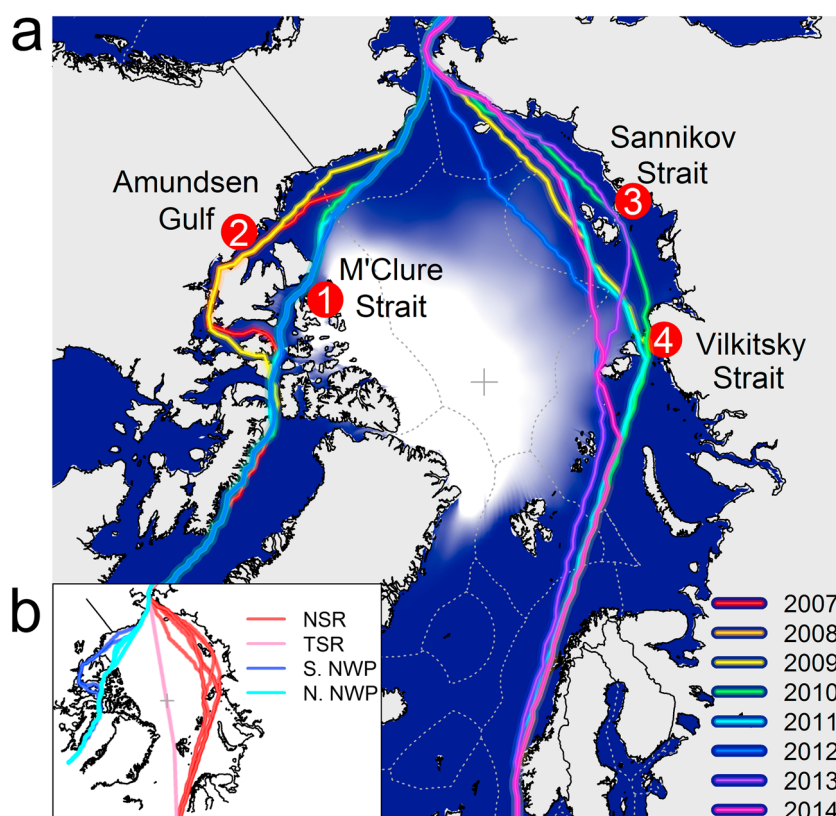 a
Amundsen
Gulf
2
M'Clure
Strait
1
Sannikov
Strait
3
4
Vilkitsky
Strait
b
NSR
TSR
S. NWP
N. NWP
2007
2008
2009
2010
2011
2012
2013
2014